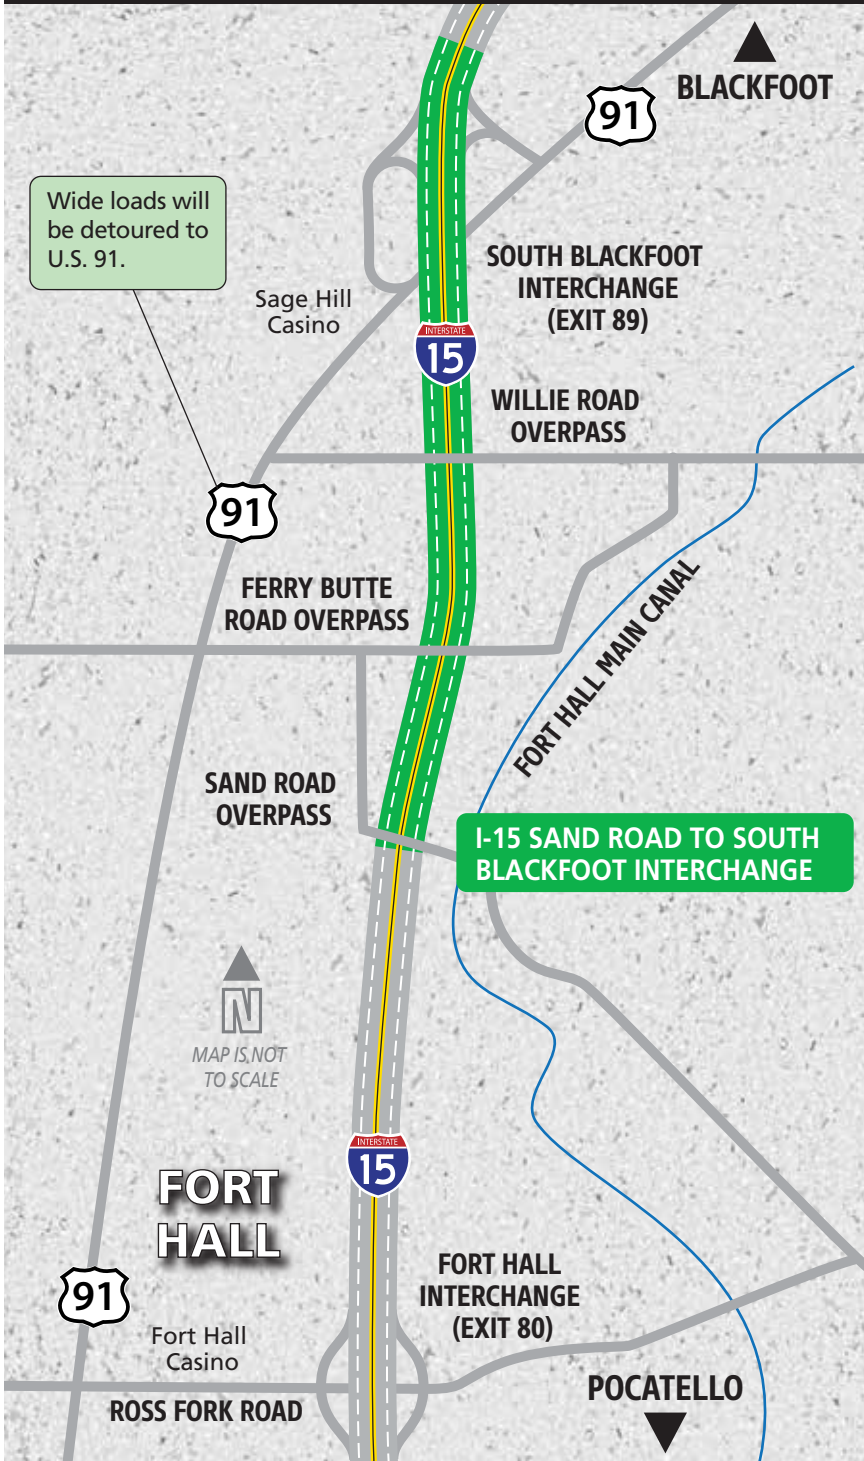 BLACKFOOT
91
Wide loads will
be detoured to
U.S. 91.
SOUTH BLACKFOOT
INTERCHANGE
(EXIT 89)
Sage Hill
Casino
INTERSTATE
15
WILLIE ROAD
OVERPASS
91
FERRY BUTTE
ROAD OVERPASS
FORT HALL MAIN CANAL
SAND ROAD
OVERPASS
I-15 SAND ROAD TO SOUTH
BLACKFOOT INTERCHANGE
N
MAP IS NOT
TO SCALE
INTERSTATE
15
FORT
HALL
FORT HALL
INTERCHANGE
(EXIT 80)
91
Fort Hall
Casino
POCATELLO
ROSS FORK ROAD